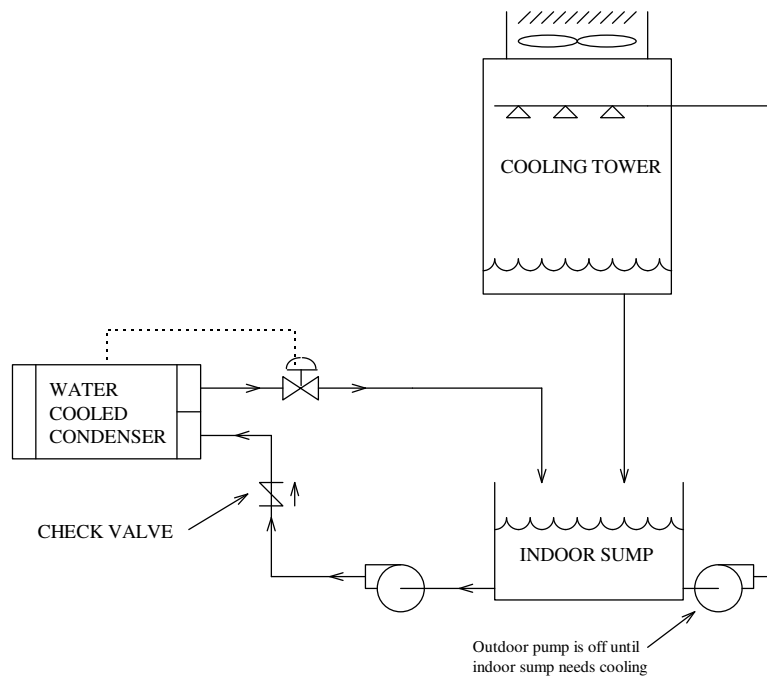 COOLING TOWER
WATER
COOLED
CONDENSER
CHECK VALVE
INDOOR SUMP
Outdoor pump is off until
indoor sump needs cooling